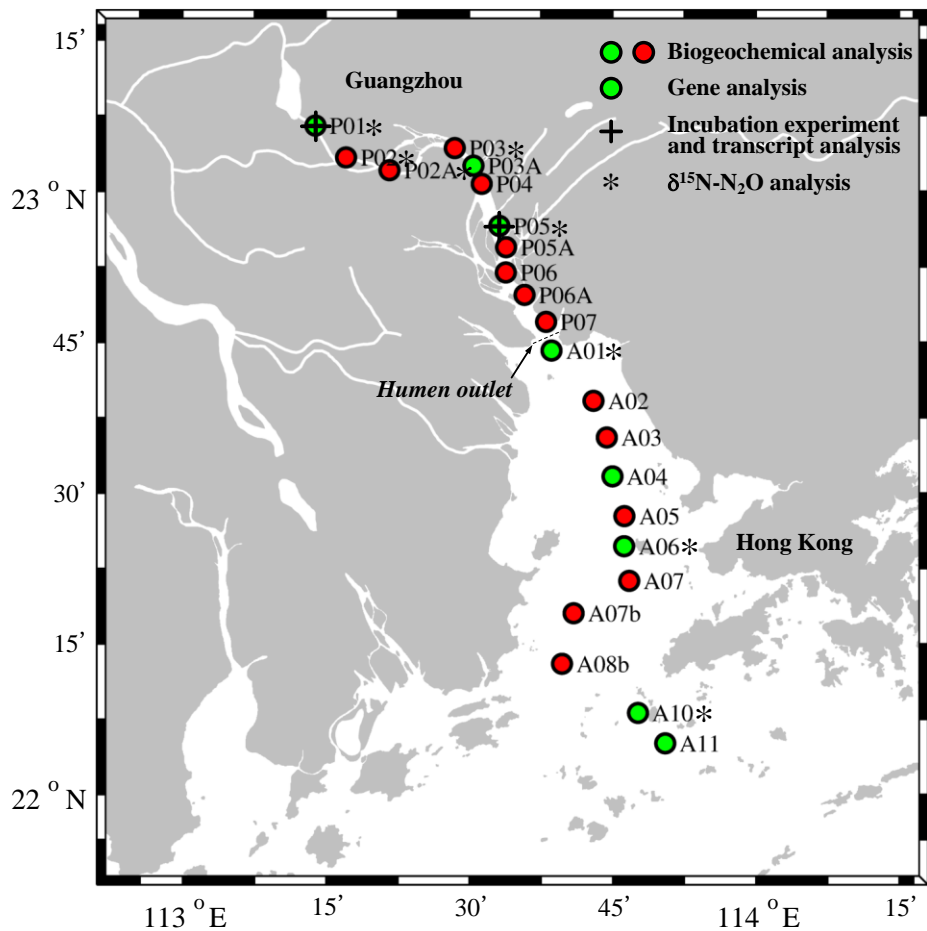 15’
Guangzhou
Biogeochemical analysis
Gene analysis
Incubation experiment
and transcript analysis
* δ¹⁵N-N₂O analysis
P01*
P02*
P02A*
P03*
P03A
P04
23 °N
P05*
P05A
P06
P06A
P07
45’
A01*
Humen outlet
A02
A03
A04
30’
A05
A06*
Hong Kong
A07
A07b
15’
A08b
A10*
A11
22 °N
113 °E
15’
30’
45’
114 °E
15’